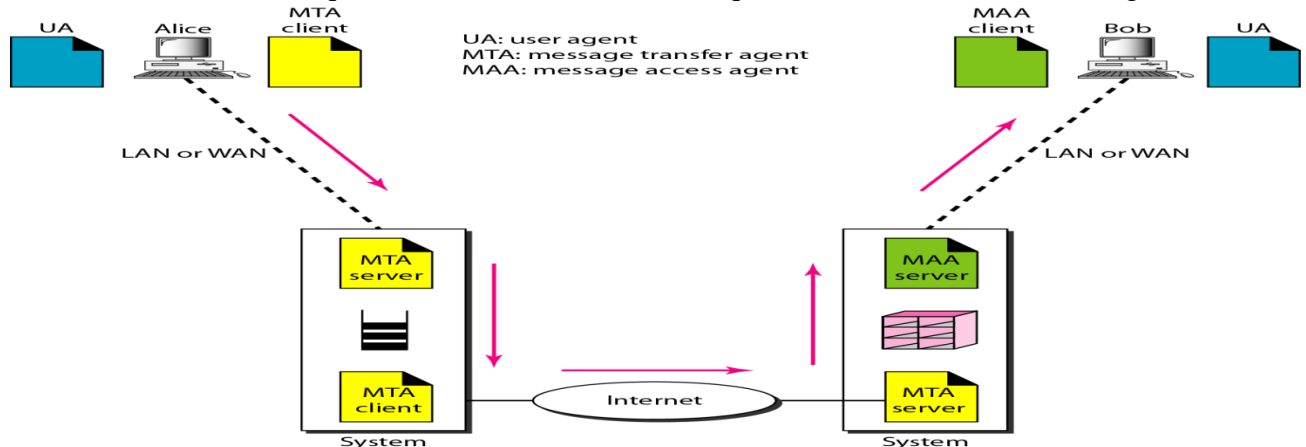 UA
Alice
MTA
client
UA: user agent
MTA: message transfer agent
MAA: message access agent
MAA
client
Bob
UA
LAN or WAN
LAN or WAN
MTA
server
MAA
server
MTA
client
Internet
MTA
server
System
System